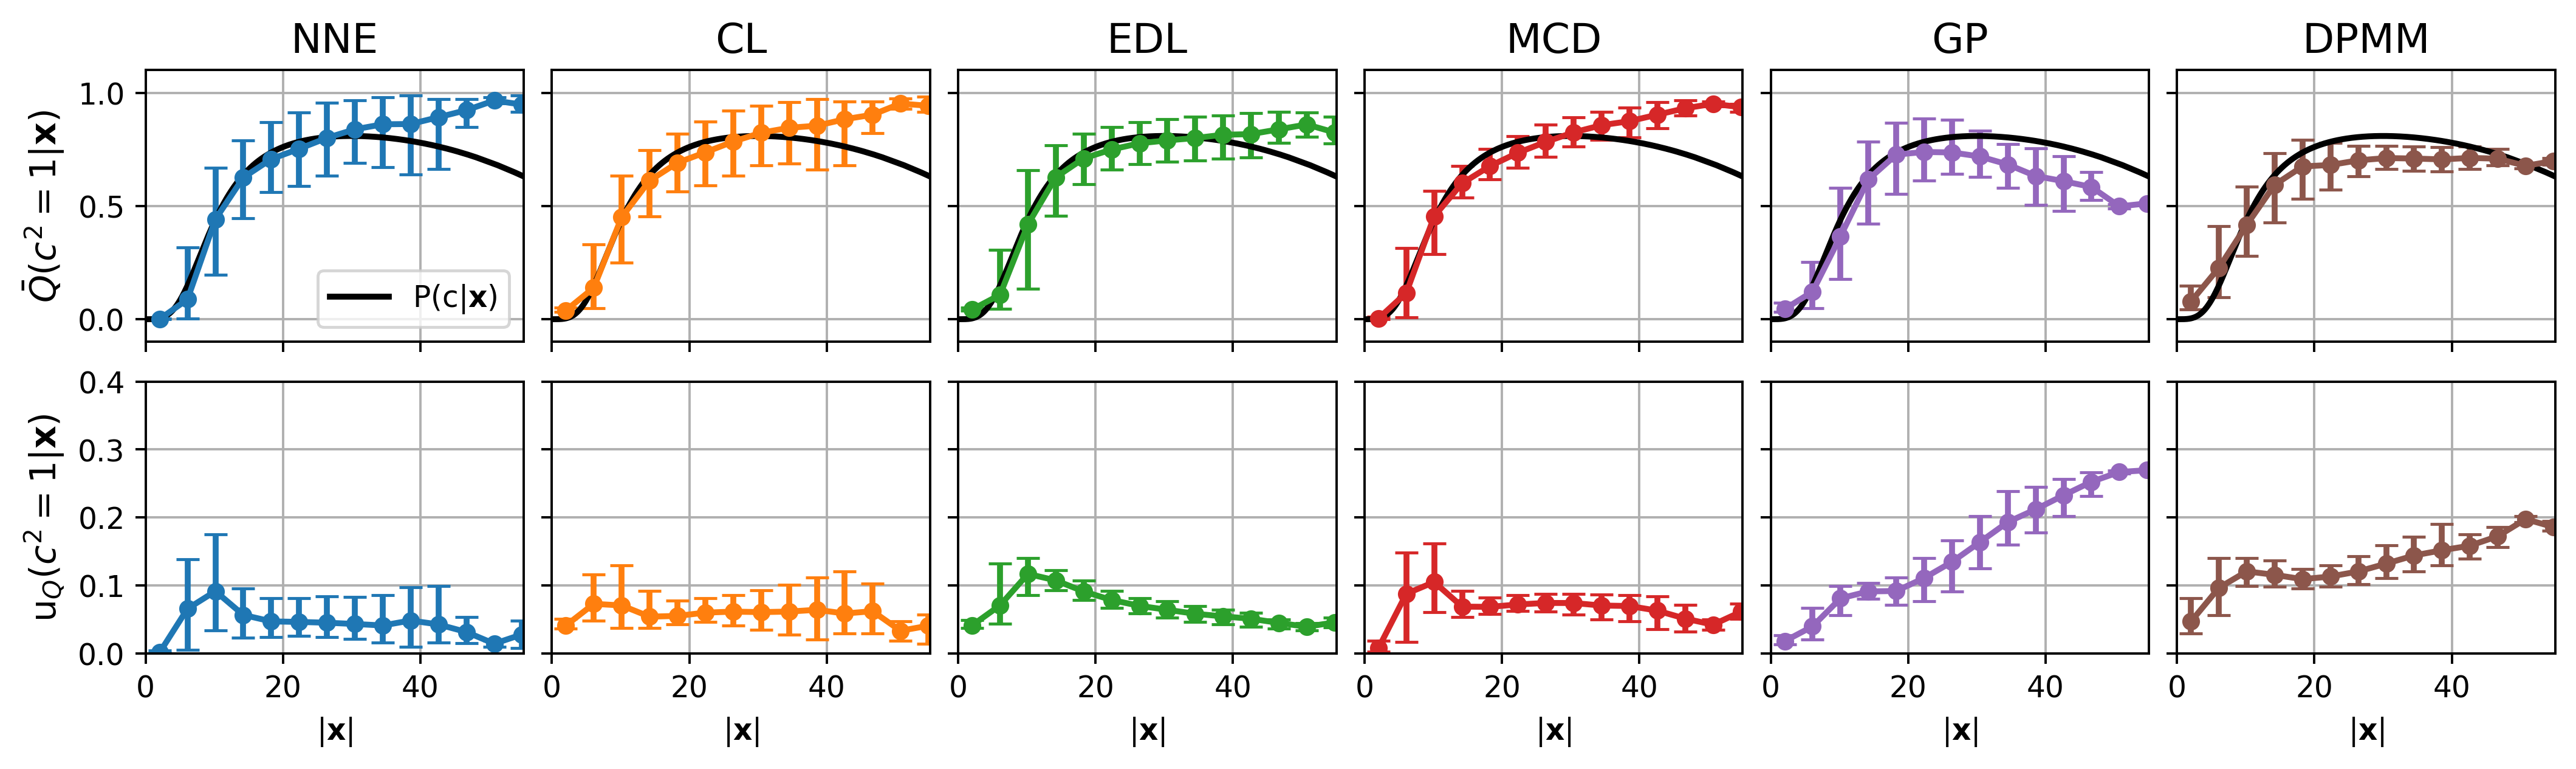 NNE CL EDL MCD GP DPMM
Q̄(c² = 1|x)
1.0
0.5
0.0
P(c|x)
u_Q(c² = 1|x)
0.4
0.3
0.2
0.1
0.0
0 20 40 0 20 40 0 20 40 0 20 40 0 20 40 0 20 40
|x| |x| |x| |x| |x| |x|